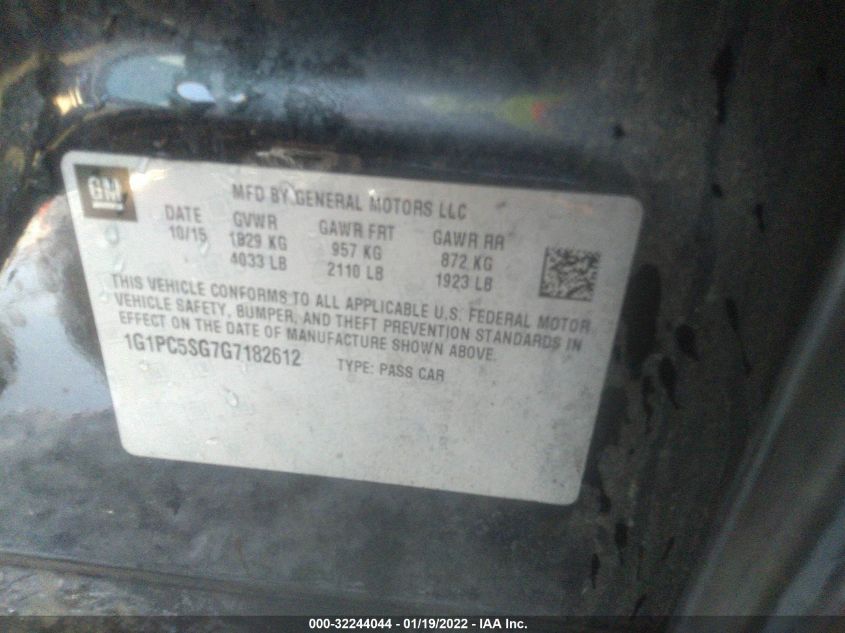 GM
MFD BY GENERAL MOTORS LLC
DATE GVWR GAWR FRT GAWR RR
10/15 1829 KG 957 KG 872 KG
4033 LB 2110 LB 1923 LB
THIS VEHICLE CONFORMS TO ALL APPLICABLE U.S. FEDERAL MOTOR
VEHICLE SAFETY, BUMPER, AND THEFT PREVENTION STANDARDS IN
EFFECT ON THE DATE OF MANUFACTURE SHOWN ABOVE.
1G1PC5SG7G7182612 TYPE: PASS CAR
000-32244044 - 01/19/2022 - IAA Inc.